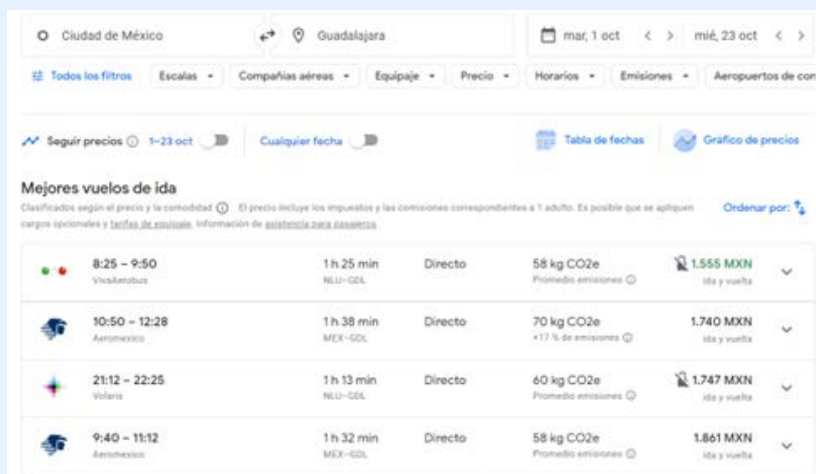 Ciudad de México Guadalajara mar, 1 oct < > mié, 23 oct < >
Todos los filtros Escalas Compañías aéreas Equipaje Precio Horarios Emisiones Aeropuertos de con
Seguir precios 1–23 oct Cualquier fecha Tabla de fechas Gráfico de precios
Mejores vuelos de ida
Clasificados según el precio y la comodidad El precio incluye los impuestos y las comisiones correspondientes a 1 adulto. Es posible que se apliquen
cargos opcionales y tarifas de equipaje. Información de asistencia para pasajeros.
Ordenar por:
8:25 – 9:50 1 h 25 min Directo 58 kg CO2e 1.555 MXN
VivaAerobus NLU–GDL Promedio emisiones ida y vuelta
10:50 – 12:28 1 h 38 min Directo 70 kg CO2e 1.740 MXN
Aeromexico MEX–GDL +17 % de emisiones ida y vuelta
21:12 – 22:25 1 h 13 min Directo 60 kg CO2e 1.747 MXN
Volaris NLU–GDL Promedio emisiones ida y vuelta
9:40 – 11:12 1 h 32 min Directo 58 kg CO2e 1.861 MXN
Aeromexico MEX–GDL Promedio emisiones ida y vuelta